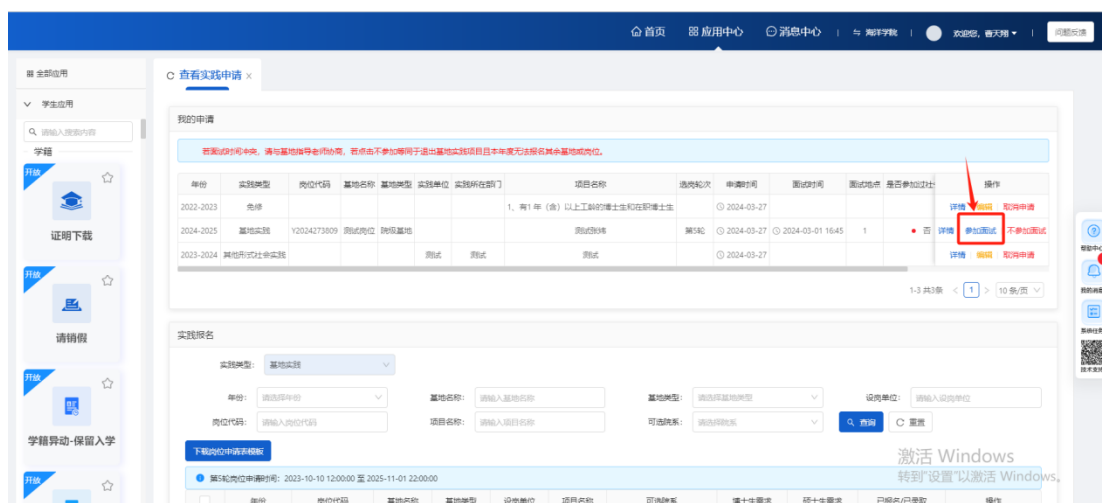 首页 应用中心 消息中心 海洋学院 问题反馈
全部应用
查看实践申请 ×
学生应用
请输入搜索内容
学籍
我的申请
若面试时间冲突，请与基地指导老师协商，若点击不参加等同于退出基地实践项目且本年度无法报名其余基地或岗位。
年份 实践类型 岗位代码 基地名称 基地类型 实践单位 实践所在部门 项目名称 选岗轮次 申请时间 面试时间 面试地点 是否参加过社 操作
2022-2023 免修 1、有1年（含）以上工龄的博士生和在职博士生 2024-03-27 详情 编辑 取消申请
2024-2025 基地实践 Y2024273809 测试岗位 院级基地 第5轮 2024-03-27 2024-03-01 16:45 1 否 详情 参加面试 不参加面试
2023-2024 其他形式社会实践 测试 测试 测试 2024-03-27 详情 编辑 取消申请
1-3 共3条 < 1 > 10 条/页
开放
证明下载
开放
请销假
开放
学籍异动-保留入学
开放
实践报名
实践类型: 基地实践
年份: 请选择年份 基地名称: 请输入基地名称 基地类型: 请选择基地类型 设岗单位: 请输入设岗单位
岗位代码: 请输入岗位代码 项目名称: 请输入项目名称 可选院系: 请选择院系 查询 重置
下载岗位申请表模板
第5轮岗位申请时间: 2023-10-10 12:00:00 至 2025-11-01 22:00:00
年份 岗位代码 基地名称 基地类型 设岗单位 项目名称 可选院系 博士生需求 硕士生需求 已报名/已录取 操作
帮助中心
我的消息
系统任务
技术支持
激活 Windows
转到"设置"以激活 Windows。